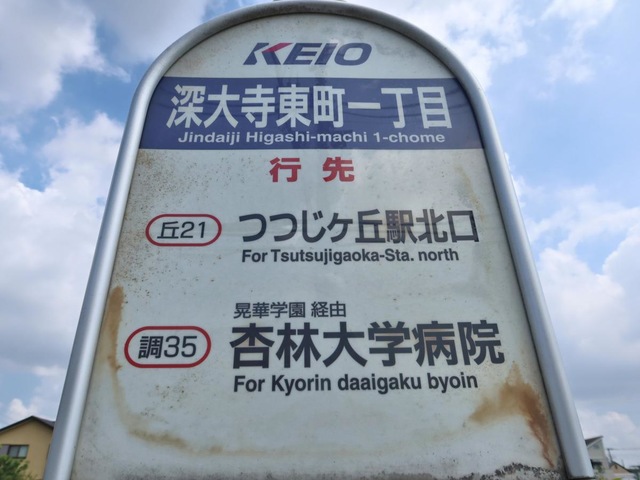 KEIO
深大寺東町一丁目
Jindaiji Higashi-machi 1-chome
行先
丘21 つつじヶ丘駅北口
For Tsutsujigaoka-Sta. north
晃華学園 経由
調35 杏林大学病院
For Kyorin daaigaku byoin